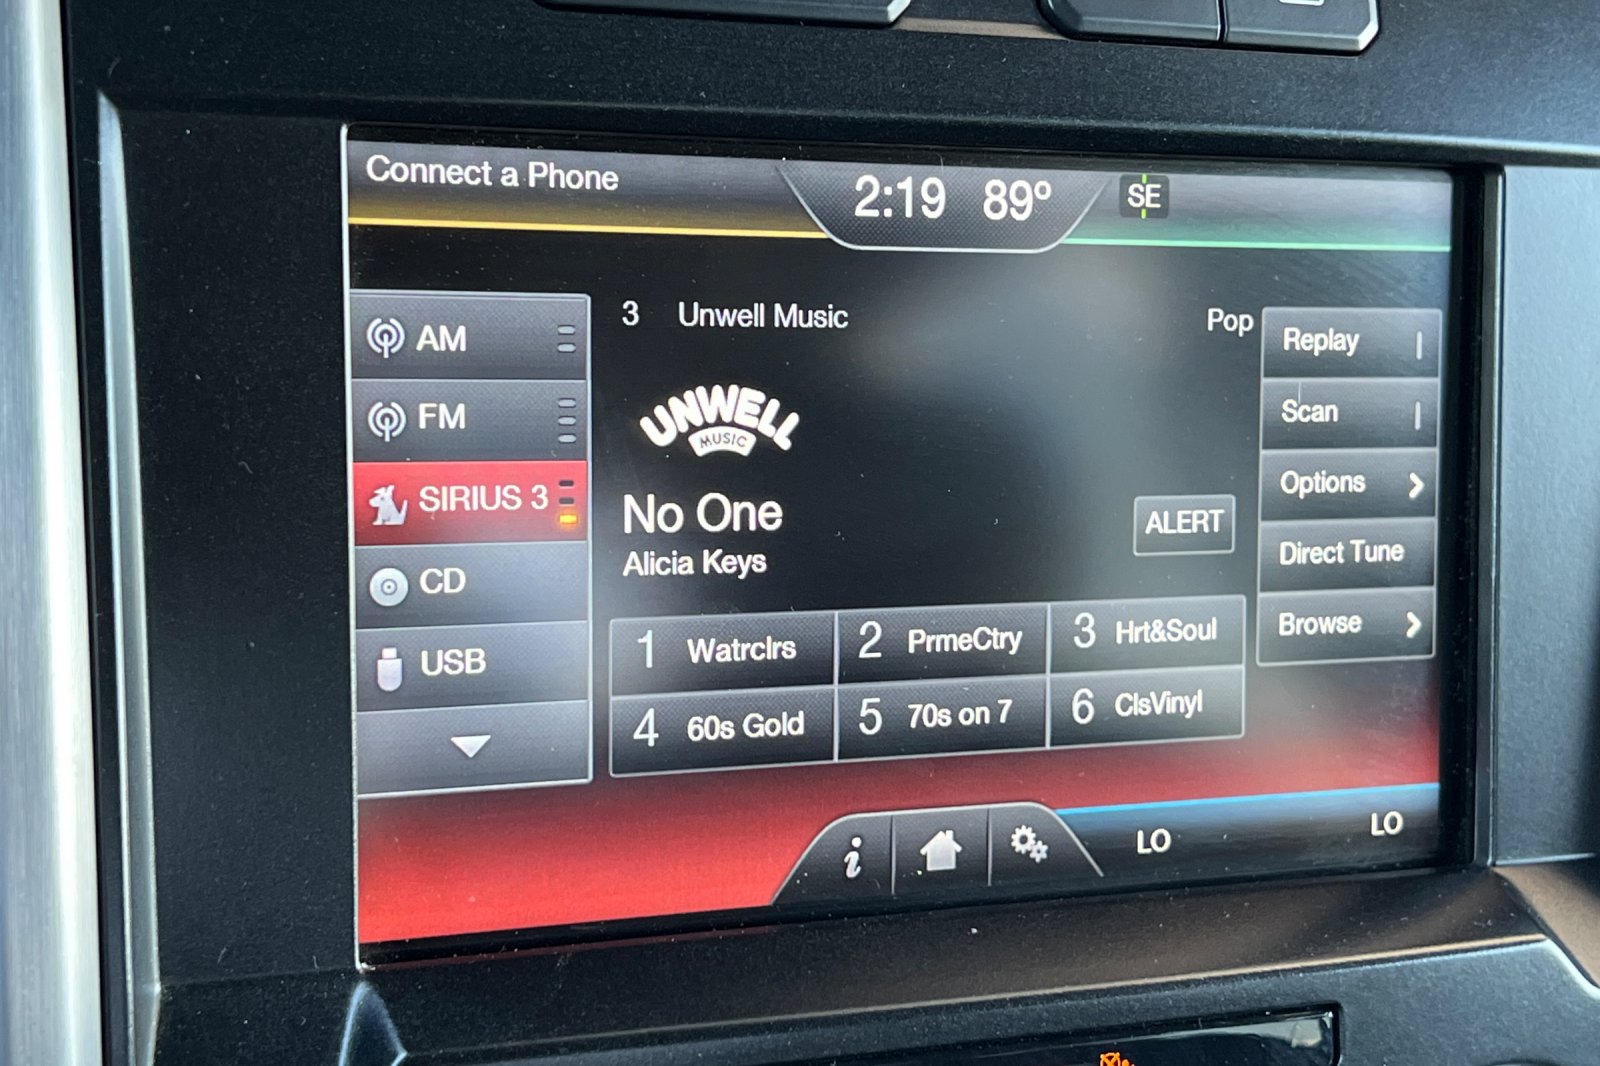 Connect a Phone
2:19 89° SE
AM
FM
SIRIUS 3
CD
USB
3 Unwell Music
Pop
UNWELL
MUSIC
No One
Alicia Keys
ALERT
1 Watrclrs
2 PrmeCtry
3 Hrt&Soul
4 60s Gold
5 70s on 7
6 ClsVinyl
Replay
Scan
Options
Direct Tune
Browse
i
LO
LO